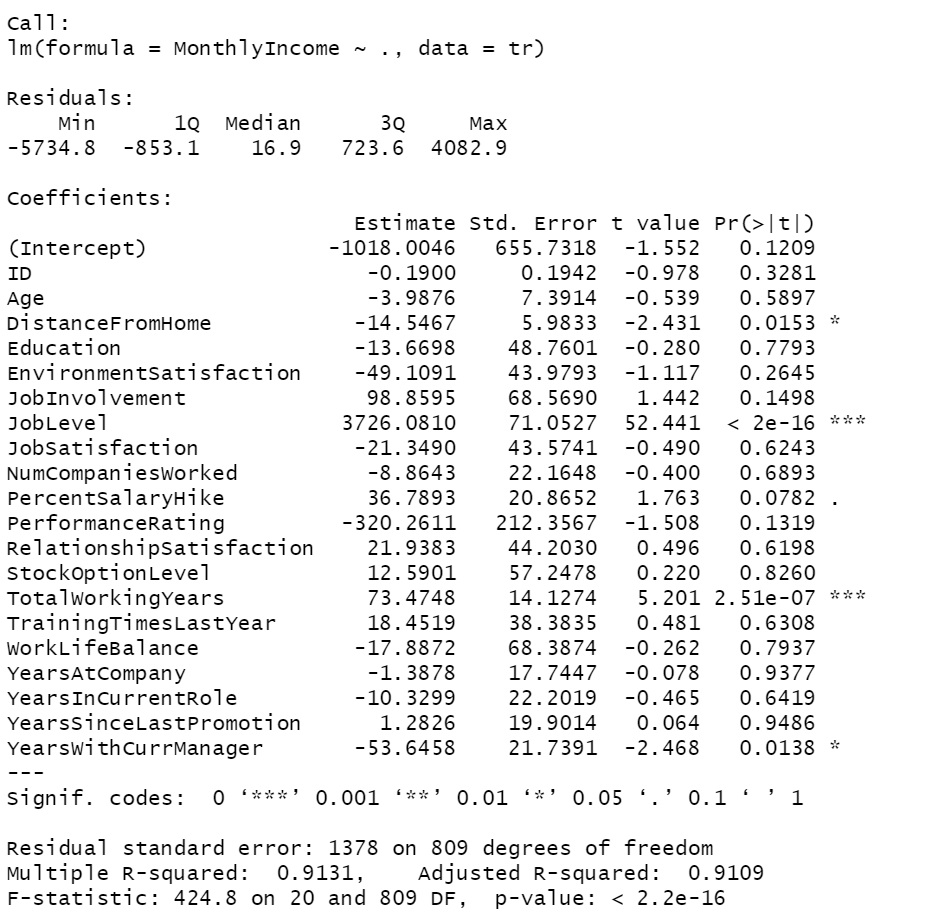 Call:
lm(formula = MonthlyIncome ~ ., data = tr)

Residuals:
    Min      1Q  Median      3Q     Max
-5734.8  -853.1    16.9   723.6  4082.9

Coefficients:
                           Estimate Std. Error t value Pr(>|t|)
(Intercept)              -1018.0046   655.7318  -1.552   0.1209
ID                          -0.1900     0.1942  -0.978   0.3281
Age                         -3.9876     7.3914  -0.539   0.5897
DistanceFromHome           -14.5467     5.9833  -2.431   0.0153 *
Education                  -13.6698    48.7601  -0.280   0.7793
EnvironmentSatisfaction    -49.1091    43.9793  -1.117   0.2645
JobInvolvement              98.8595    68.5690   1.442   0.1498
JobLevel                  3726.0810    71.0527  52.441  < 2e-16 ***
JobSatisfaction            -21.3490    43.5741  -0.490   0.6243
NumCompaniesWorked          -8.8643    22.1648  -0.400   0.6893
PercentSalaryHike           36.7893    20.8652   1.763   0.0782 .
PerformanceRating         -320.2611   212.3567  -1.508   0.1319
RelationshipSatisfaction    21.9383    44.2030   0.496   0.6198
StockOptionLevel            12.5901    57.2478   0.220   0.8260
TotalWorkingYears           73.4748    14.1274   5.201 2.51e-07 ***
TrainingTimesLastYear       18.4519    38.3835   0.481   0.6308
WorkLifeBalance            -17.8872    68.3874  -0.262   0.7937
YearsAtCompany              -1.3878    17.7447  -0.078   0.9377
YearsInCurrentRole         -10.3299    22.2019  -0.465   0.6419
YearsSinceLastPromotion      1.2826    19.9014   0.064   0.9486
YearsWithCurrManager       -53.6458    21.7391  -2.468   0.0138 *
---
Signif. codes:  0 ‘***’ 0.001 ‘**’ 0.01 ‘*’ 0.05 ‘.’ 0.1 ‘ ’ 1

Residual standard error: 1378 on 809 degrees of freedom
Multiple R-squared:  0.9131,    Adjusted R-squared:  0.9109
F-statistic: 424.8 on 20 and 809 DF,  p-value: < 2.2e-16